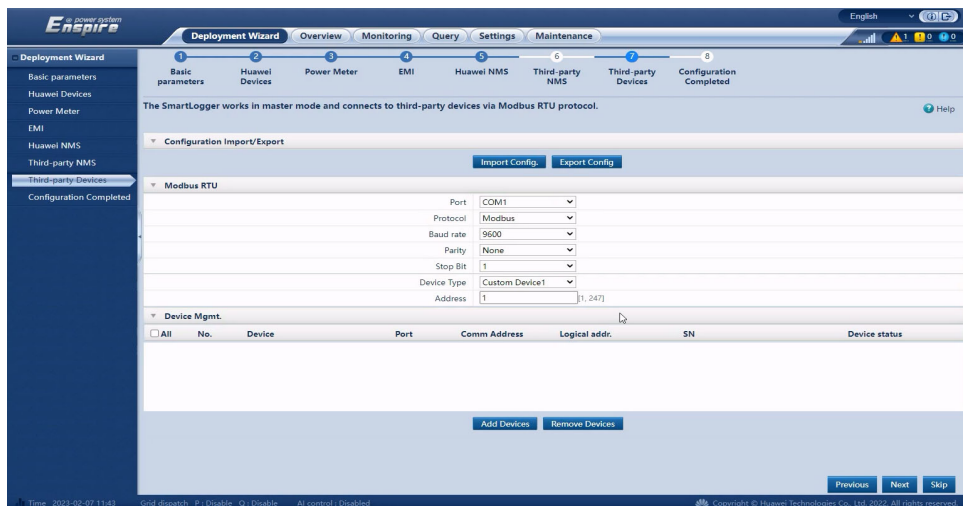 Enspire @ power system
English
Deployment Wizard Overview Monitoring Query Settings Maintenance
1 0 0
Deployment Wizard
Basic parameters
Huawei Devices
Power Meter
EMI
Huawei NMS
Third-party NMS
Third-party Devices
Configuration Completed
1 2 3 4 5 6 7 8
Basic parameters Huawei Devices Power Meter EMI Huawei NMS Third-party NMS Third-party Devices Configuration Completed
The SmartLogger works in master mode and connects to third-party devices via Modbus RTU protocol.
Help
Configuration Import/Export
Import Config. Export Config
Modbus RTU
Port COM1
Protocol Modbus
Baud rate 9600
Parity None
Stop Bit 1
Device Type Custom Device1
Address 1 [1, 247]
Device Mgmt.
All No. Device Port Comm Address Logical addr. SN Device status
Add Devices Remove Devices
Previous Next Skip
Time 2023-02-07 11:43 Grid dispatch P : Disable Q : Disable AI control : Disabled Copyright © Huawei Technologies Co., Ltd. 2022. All rights reserved.